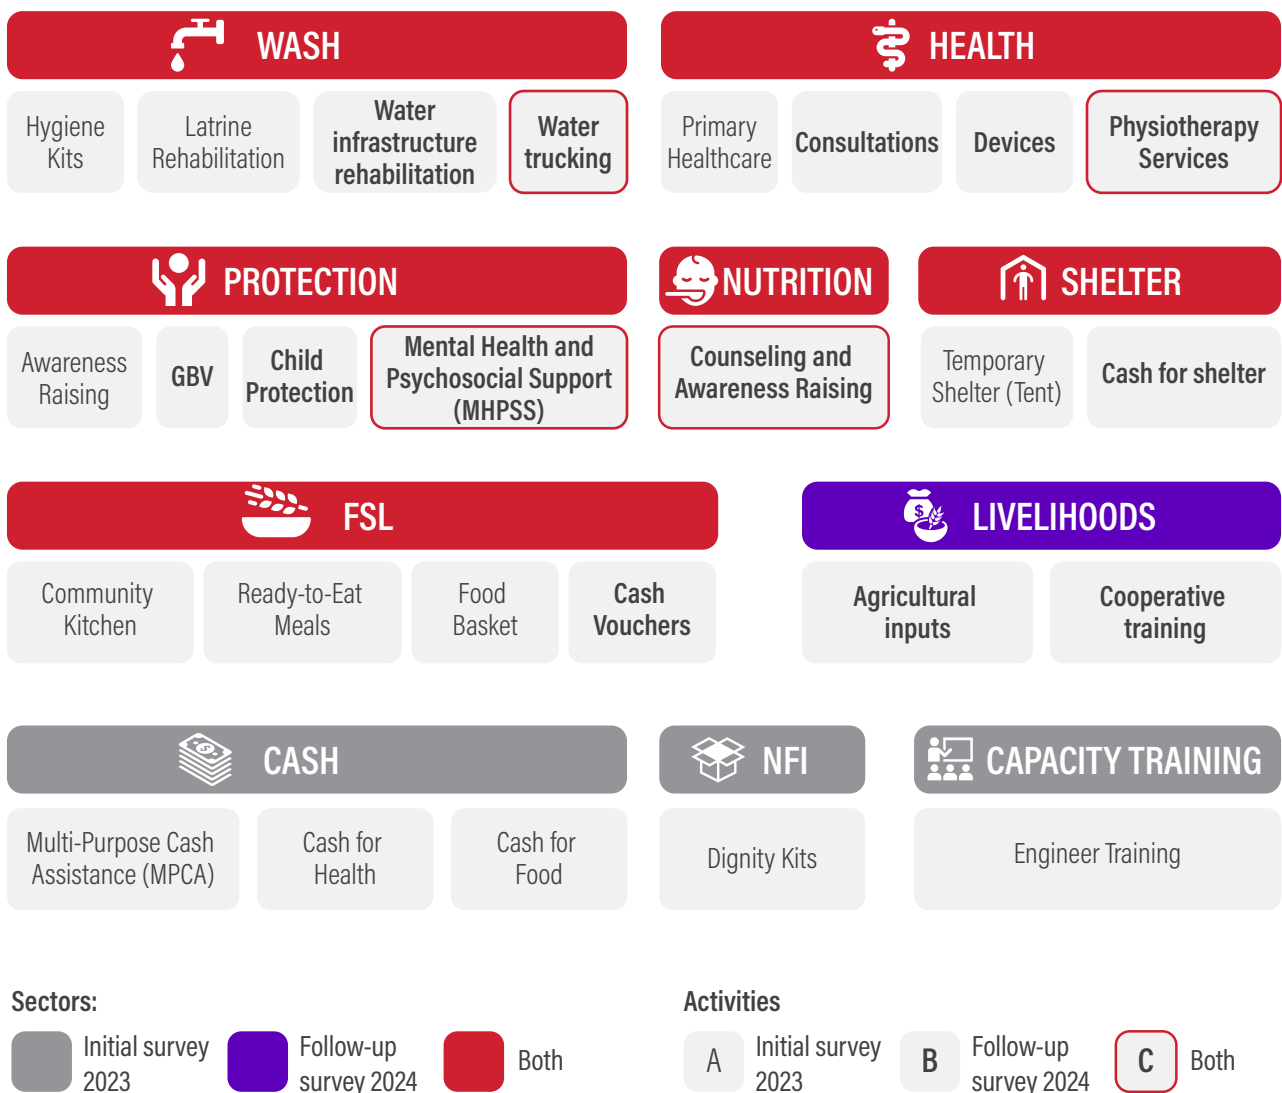 WASH
HEALTH
Hygiene
Kits
Latrine
Rehabilitation
Water
infrastructure
rehabilitation
Water
trucking
Primary
Healthcare
Consultations
Devices
Physiotherapy
Services
PROTECTION
NUTRITION
SHELTER
Awareness
Raising
GBV
Child
Protection
Mental Health and
Psychosocial Support
(MHPSS)
Counseling and
Awareness Raising
Temporary
Shelter (Tent)
Cash for shelter
FSL
LIVELIHOODS
Community
Kitchen
Ready-to-Eat
Meals
Food
Basket
Cash
Vouchers
Agricultural
inputs
Cooperative
training
CASH
NFI
CAPACITY TRAINING
Multi-Purpose Cash
Assistance (MPCA)
Cash for
Health
Cash for
Food
Dignity Kits
Engineer Training
Sectors:
Initial survey
2023
Follow-up
survey 2024
Both
Activities
A
Initial survey
2023
B
Follow-up
survey 2024
C
Both